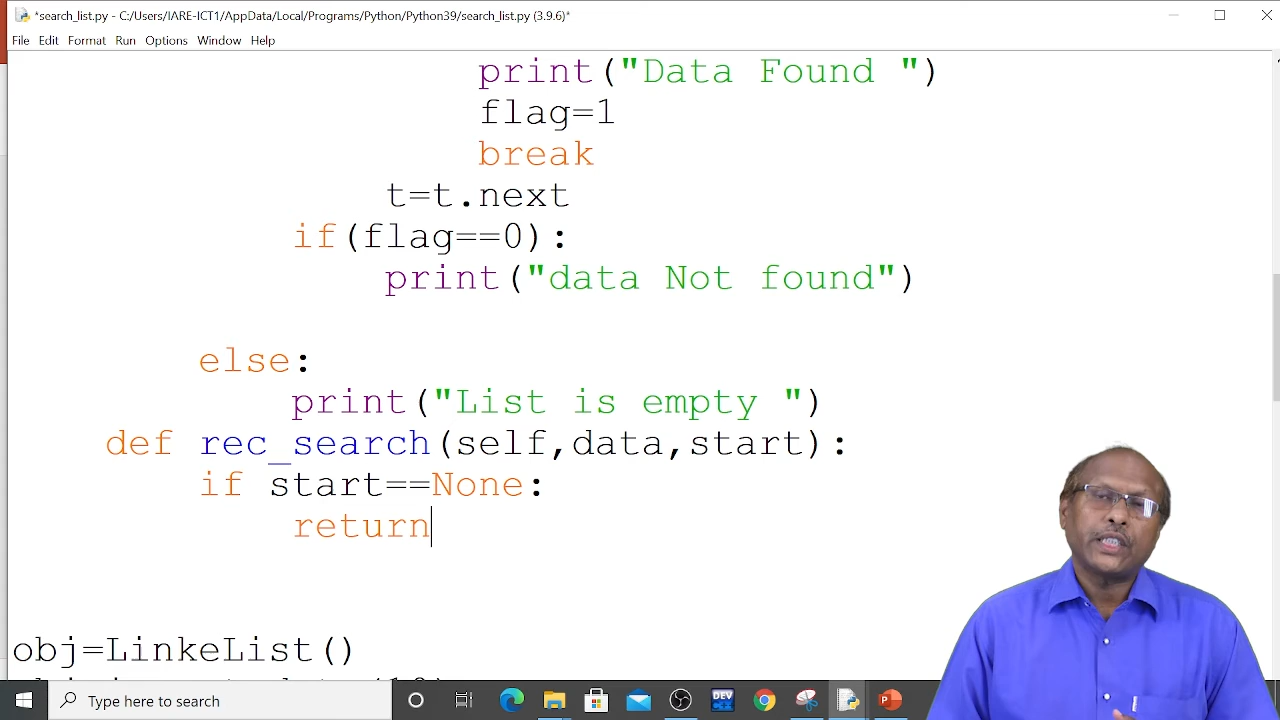 *search_list.py - C:/Users/IARE-ICT1/AppData/Local/Programs/Python/Python39/search_list.py (3.9.6)*
File Edit Format Run Options Window Help
print("Data Found ")
flag=1
break
t=t.next
if(flag==0):
print("data Not found")
else:
print("List is empty ")
def rec_search(self,data,start):
if start==None:
return
obj=LinkeList()
Type here to search
DEV